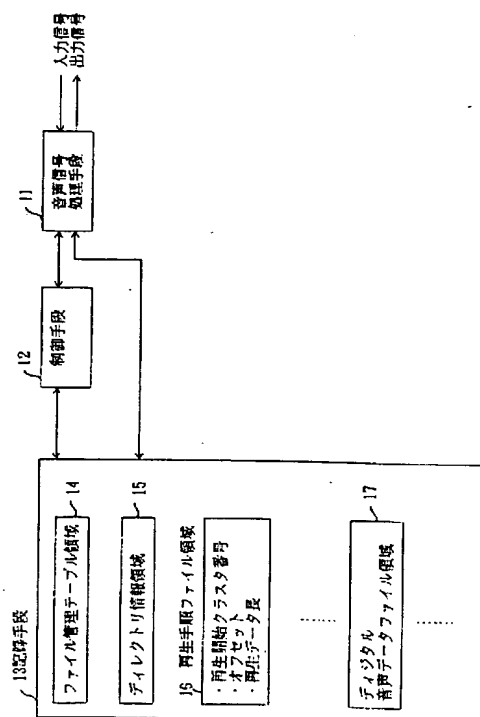 13記録手段
ファイル管理テーブル領域
14
ディレクトリ情報領域
15
16 再生手順ファイル領域
・再生開始クラスタ番号
・オフセット
・再生データ長
ディジタル
音声データファイル領域
17
12
制御手段
11
音声信号
処理手段
入力信号
出力信号